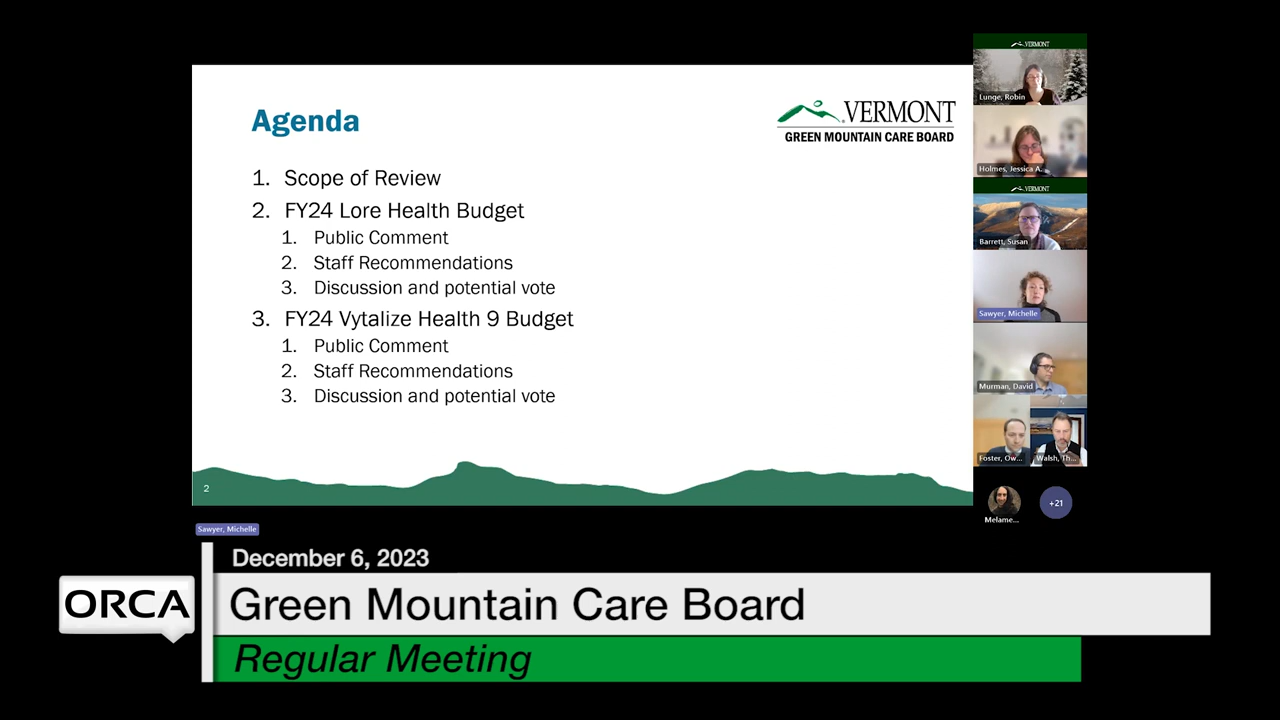 Agenda
VERMONT
GREEN MOUNTAIN CARE BOARD
1. Scope of Review
2. FY24 Lore Health Budget
1. Public Comment
2. Staff Recommendations
3. Discussion and potential vote
3. FY24 Vytalize Health 9 Budget
1. Public Comment
2. Staff Recommendations
3. Discussion and potential vote
2
VERMONT
Lunge, Robin
Holmes, Jessica A.
VERMONT
Barrett, Susan
Sawyer, Michelle
Murman, David
Foster, Ow...
Walsh, Th...
Melame...
+21
Sawyer, Michelle
December 6, 2023
ORCA
Green Mountain Care Board
Regular Meeting